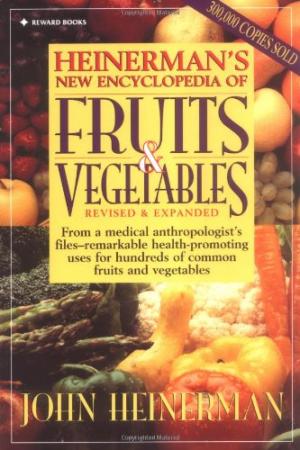 REWARD BOOKS
300,000 COPIES SOLD
HEINERMAN'S
NEW ENCYCLOPEDIA OF
FRUITS
&
VEGETABLES
REVISED & EXPANDED
From a medical anthropologist's
files–remarkable health-promoting
uses for hundreds of common
fruits and vegetables
JOHN HEINERMAN